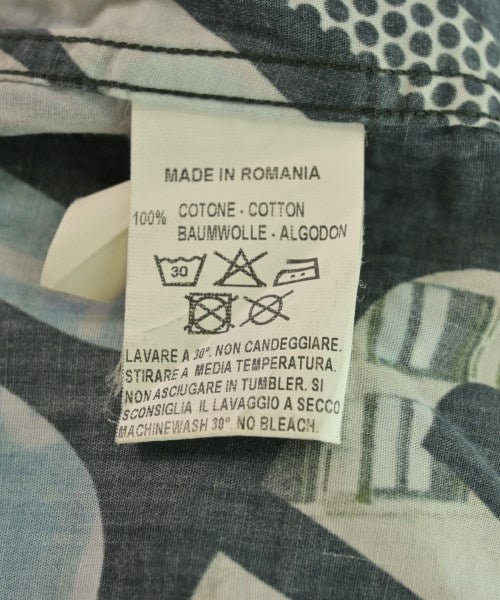 MADE IN ROMANIA
100% COTONE - COTTON
BAUMWOLLE - ALGODON
30
LAVARE A 30°. NON CANDEGGIARE.
STIRARE A MEDIA TEMPERATURA.
NON ASCIUGARE IN TUMBLER. SI
SCONSIGLIA IL LAVAGGIO A SECCO
MACHINEWASH 30°. NO BLEACH.